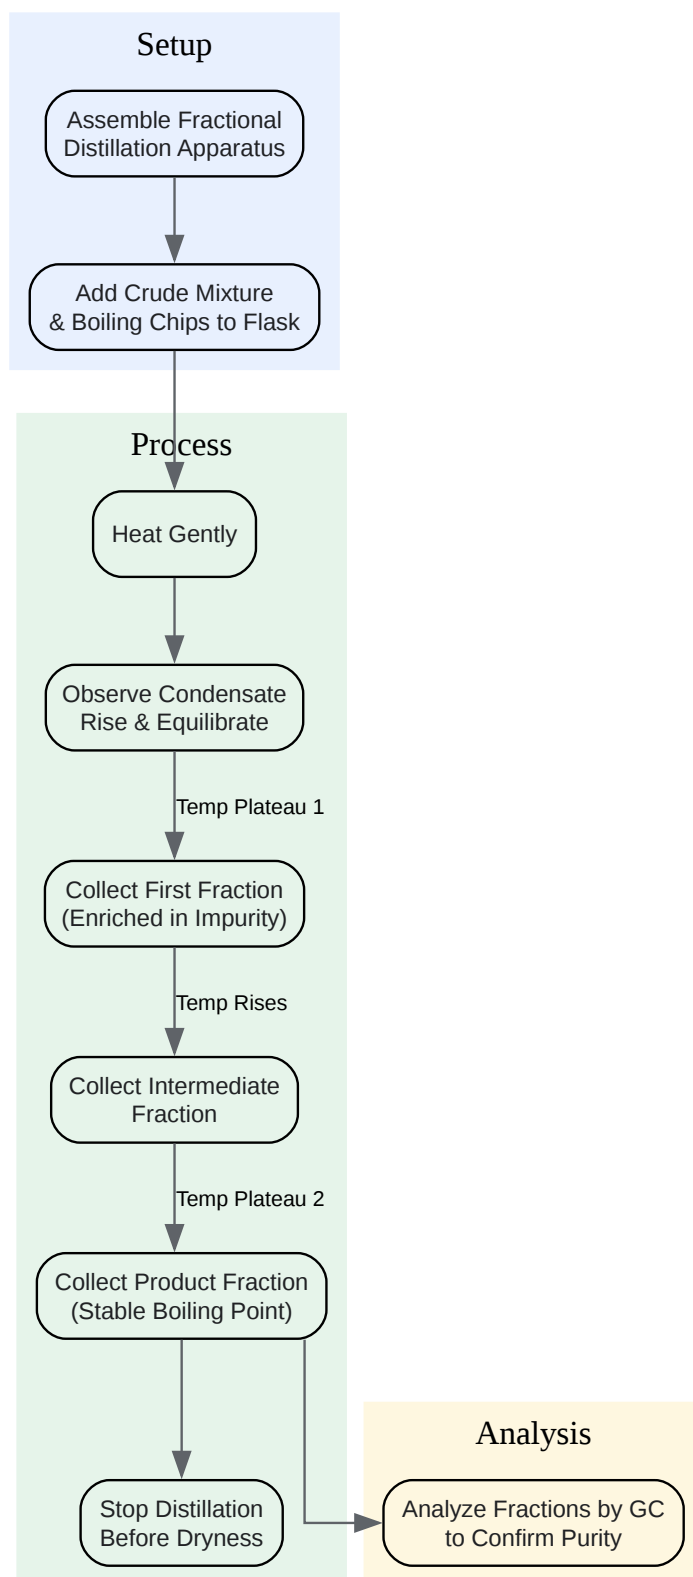 Setup
Assemble Fractional
Distillation Apparatus
Add Crude Mixture
& Boiling Chips to Flask
Process
Heat Gently
Observe Condensate
Rise & Equilibrate
Temp Plateau 1
Collect First Fraction
(Enriched in Impurity)
Temp Rises
Collect Intermediate
Fraction
Temp Plateau 2
Collect Product Fraction
(Stable Boiling Point)
Stop Distillation
Before Dryness
Analysis
Analyze Fractions by GC
to Confirm Purity